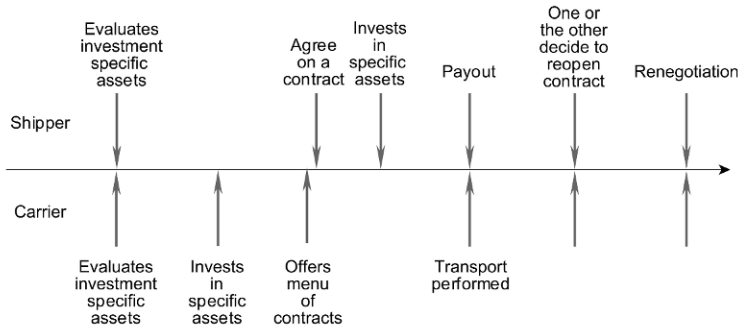 Evaluates
investment
specific
assets
Agree
on a
contract
Invests
in
specific
assets
Payout
One or
the other
decide to
reopen
contract
Renegotiation
Shipper
Carrier
Evaluates
investment
specific
assets
Invests
in
specific
assets
Offers
menu
of
contracts
Transport
performed